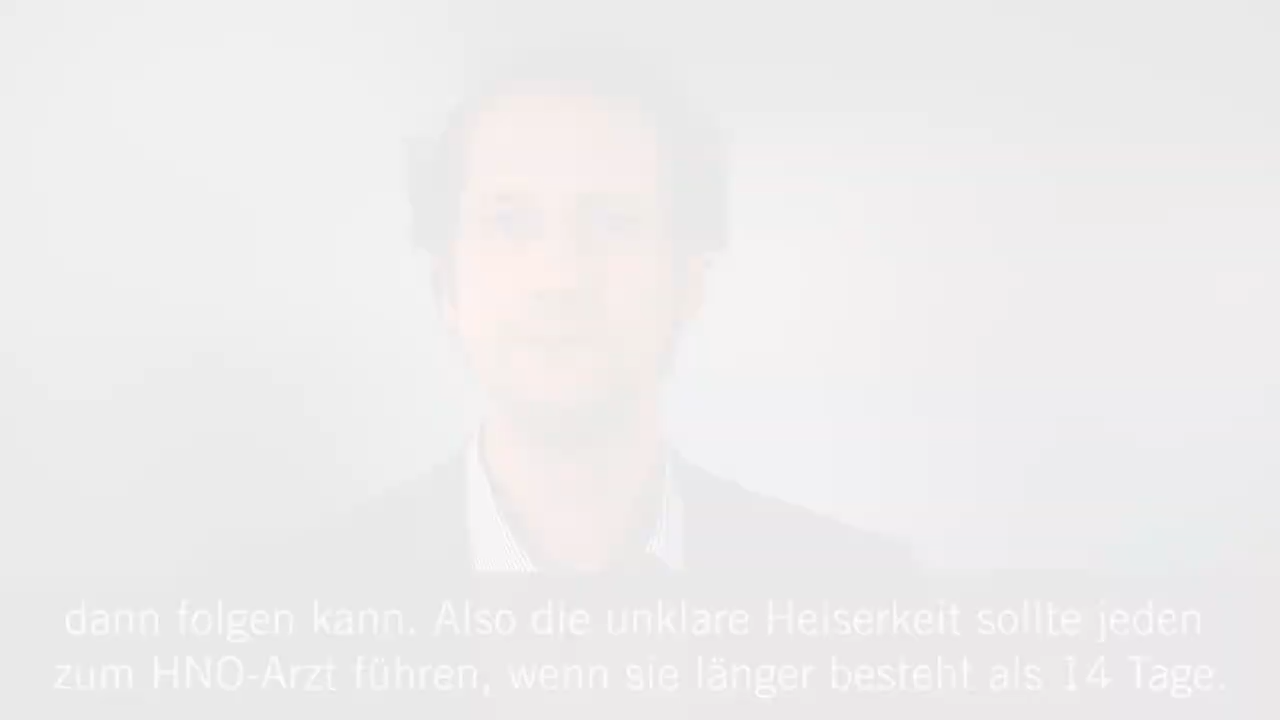 dann folgen kann. Also die unklare Heiserkeit sollte jeden
zum HNO-Arzt führen, wenn sie länger besteht als 14 Tage.